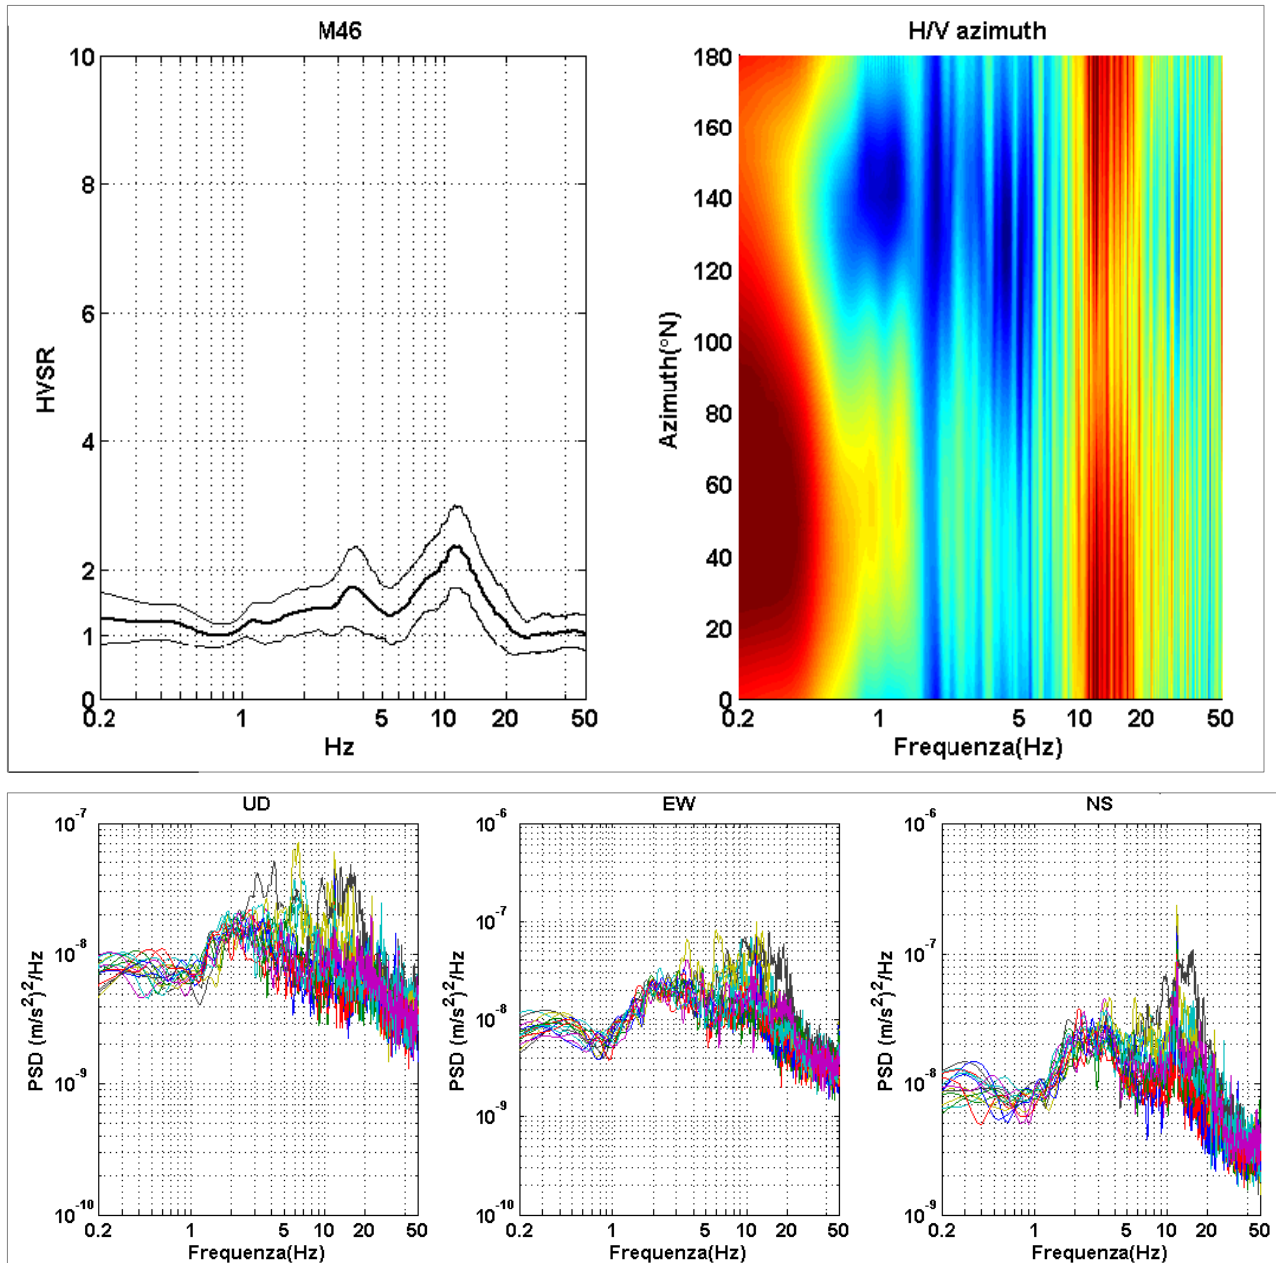 M46
10
8
6
4
2
1
0
HVSR
0.2 1 5 10 20 50
Hz
H/V azimuth
180
160
140
120
100
80
60
40
20
0
Azimuth(°N)
0.2 1 5 10 20 50
Frequenza(Hz)
UD
10-7
10-8
10-9
10-10
PSD (m/s2)2/Hz
0.2 1 5 10 20 50
Frequenza(Hz)
EW
10-6
10-7
10-8
10-9
10-10
PSD (m/s2)2/Hz
0.2 1 5 10 20 50
Frequenza(Hz)
NS
10-6
10-7
10-8
10-9
PSD (m/s2)2/Hz
0.2 1 5 10 20 50
Frequenza(Hz)